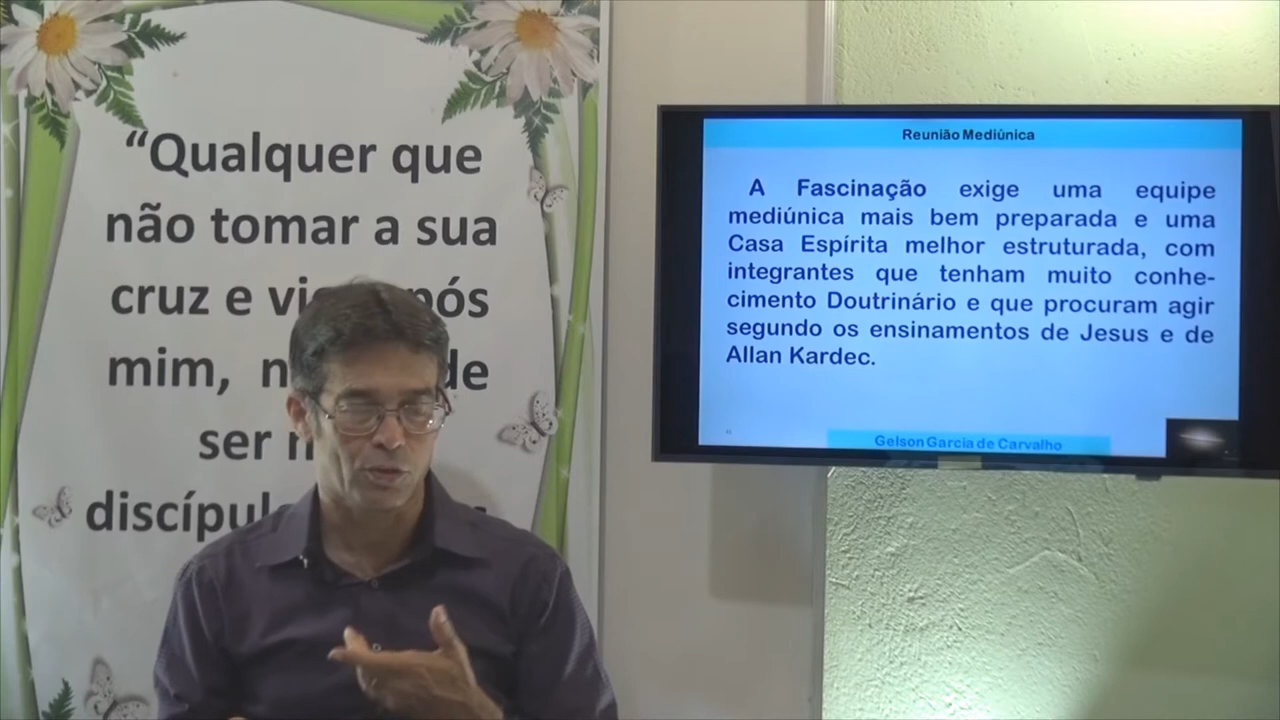 “Qualquer que
não tomar a sua
cruz e
mim,
ser
Reunião Mediúnica
A Fascinação exige uma equipe
mediúnica mais bem preparada e uma
Casa Espírita melhor estruturada, com
integrantes que tenham muito conhe-
cimento Doutrinário e que procuram agir
segundo os ensinamentos de Jesus e de
Allan Kardec.
Gelson Garcia de Carvalho